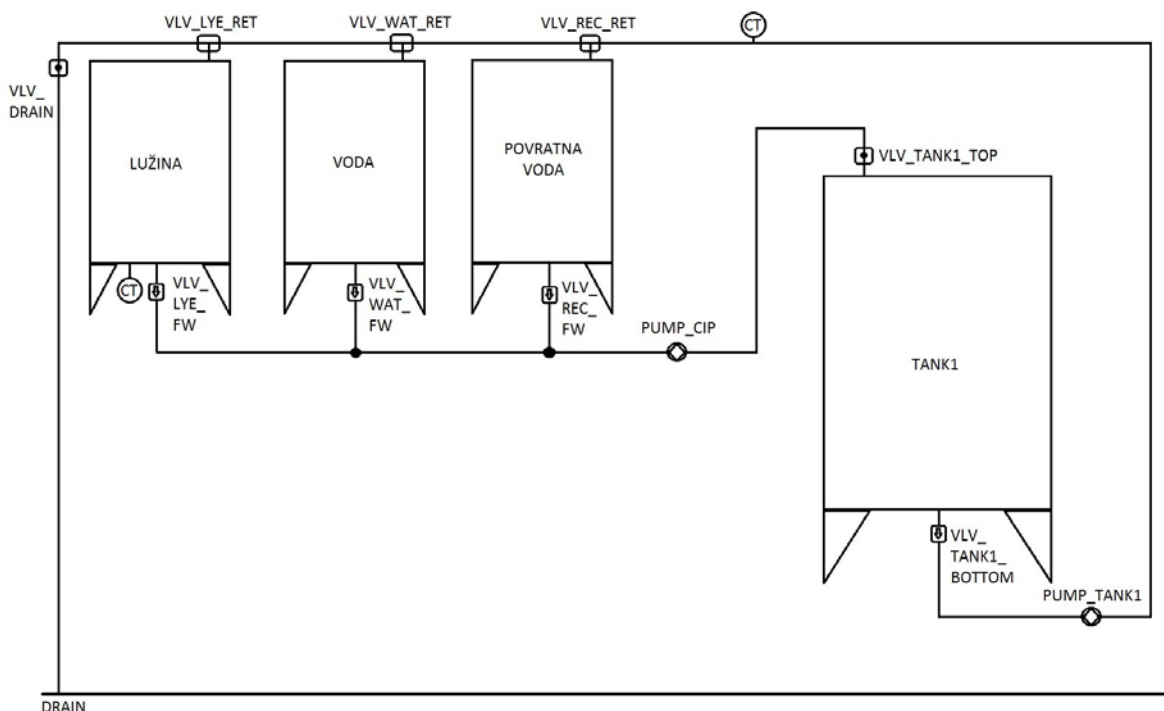 VLV_LYE_RET
VLV_WAT_RET
VLV_REC_RET
CT
VLV_
DRAIN
LUŽINA
VODA
POVRATNA
VODA
VLV_TANK1_TOP
CT
VLV_
LYE_
FW
VLV_
WAT_
FW
VLV_
REC_
FW
PUMP_CIP
TANK1
VLV_
TANK1_
BOTTOM
PUMP_TANK1
DRAIN